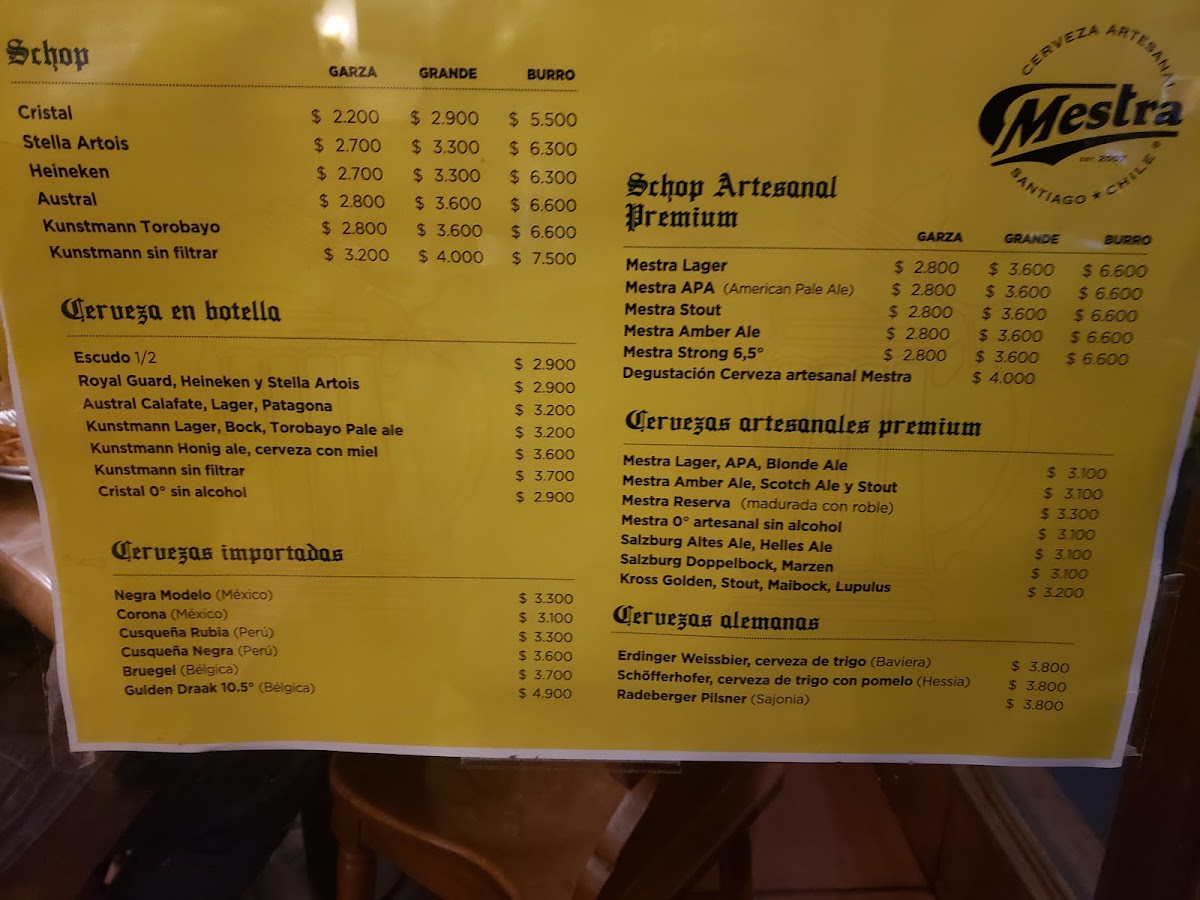 Schop
GARZA GRANDE BURRO
Cristal $ 2.200 $ 2.900 $ 5.500
Stella Artois $ 2.700 $ 3.300 $ 6.300
Heineken $ 2.700 $ 3.300 $ 6.300
Austral $ 2.800 $ 3.600 $ 6.600
Kunstmann Torobayo $ 2.800 $ 3.600 $ 6.600
Kunstmann sin filtrar $ 3.200 $ 4.000 $ 7.500
Cerveza en botella
Escudo 1/2 $ 2.900
Royal Guard, Heineken y Stella Artois $ 2.900
Austral Calafate, Lager, Patagona $ 3.200
Kunstmann Lager, Bock, Torobayo Pale ale $ 3.200
Kunstmann Honig ale, cerveza con miel $ 3.600
Kunstmann sin filtrar $ 3.700
Cristal 0° sin alcohol $ 2.900
Cervezas importadas
Negra Modelo (México) $ 3.300
Corona (México) $ 3.100
Cusqueña Rubia (Perú) $ 3.300
Cusqueña Negra (Perú) $ 3.600
Bruegel (Bélgica) $ 3.700
Gulden Draak 10.5° (Bélgica) $ 4.900
CERVEZA ARTESANAL
Mestra
EST. 2007
SANTIAGO ★ CHILE
Schop Artesanal
Premium
GARZA GRANDE BURRO
Mestra Lager $ 2.800 $ 3.600 $ 6.600
Mestra APA (American Pale Ale) $ 2.800 $ 3.600 $ 6.600
Mestra Stout $ 2.800 $ 3.600 $ 6.600
Mestra Amber Ale $ 2.800 $ 3.600 $ 6.600
Mestra Strong 6,5° $ 2.800 $ 3.600 $ 6.600
Degustación Cerveza artesanal Mestra $ 4.000
Cervezas artesanales premium
Mestra Lager, APA, Blonde Ale $ 3.100
Mestra Amber Ale, Scotch Ale y Stout $ 3.100
Mestra Reserva (madurada con roble) $ 3.300
Mestra 0° artesanal sin alcohol $ 3.100
Salzburg Altes Ale, Helles Ale $ 3.100
Salzburg Doppelbock, Marzen $ 3.100
Kross Golden, Stout, Maibock, Lupulus $ 3.200
Cervezas alemanas
Erdinger Weissbier, cerveza de trigo (Baviera) $ 3.800
Schöfferhofer, cerveza de trigo con pomelo (Hessia) $ 3.800
Radeberger Pilsner (Sajonia) $ 3.800